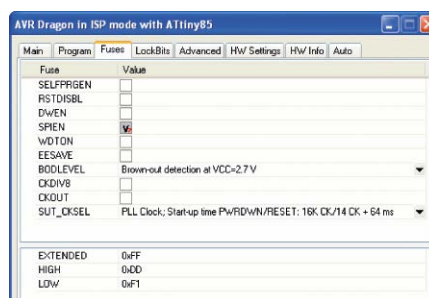 AVR Dragon in ISP mode with ATtiny85
Main Program Fuses LockBits Advanced HW Settings HW Info Auto
Fuse Value
SELFPRGEN
RSTDISBL
DWEN
SPIEN
WDTON
EESAVE
BODLEVEL Brown-out detection at VCC=2.7 V
CKDIV8
CKOUT
SUT_CKSEL PLL Clock; Start-up time PWRDWN/RESET: 16K CK/14 CK + 64 ms
EXTENDED 0xFF
HIGH 0xDD
LOW 0xF1